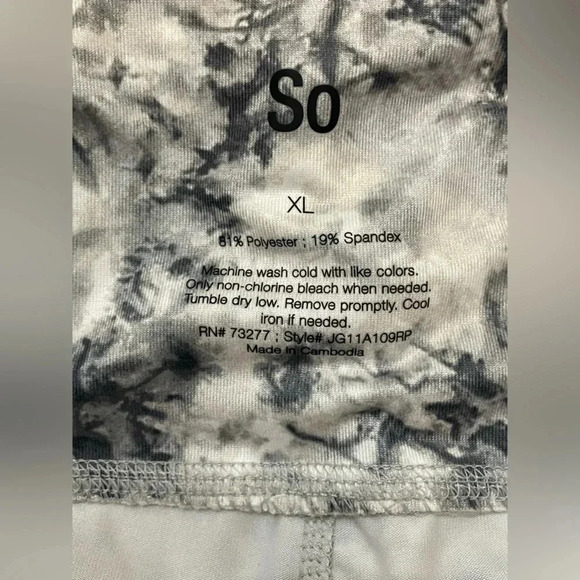 So
XL
81% Polyester ; 19% Spandex
Machine wash cold with like colors.
Only non-chlorine bleach when needed.
Tumble dry low. Remove promptly. Cool
iron if needed.
RN# 73277 ; Style# JG11A109RP
Made in Cambodia